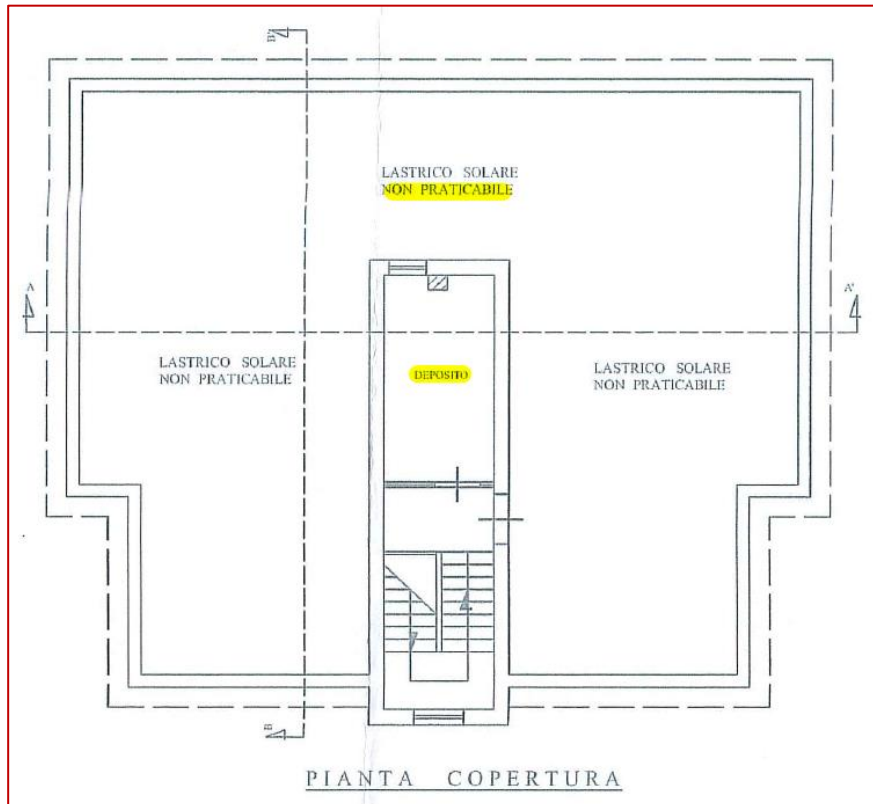 B'
LASTRICO SOLARE
NON PRATICABILE
A
A'
LASTRICO SOLARE
NON PRATICABILE
DEPOSITO
LASTRICO SOLARE
NON PRATICABILE
B
PIANTA COPERTURA